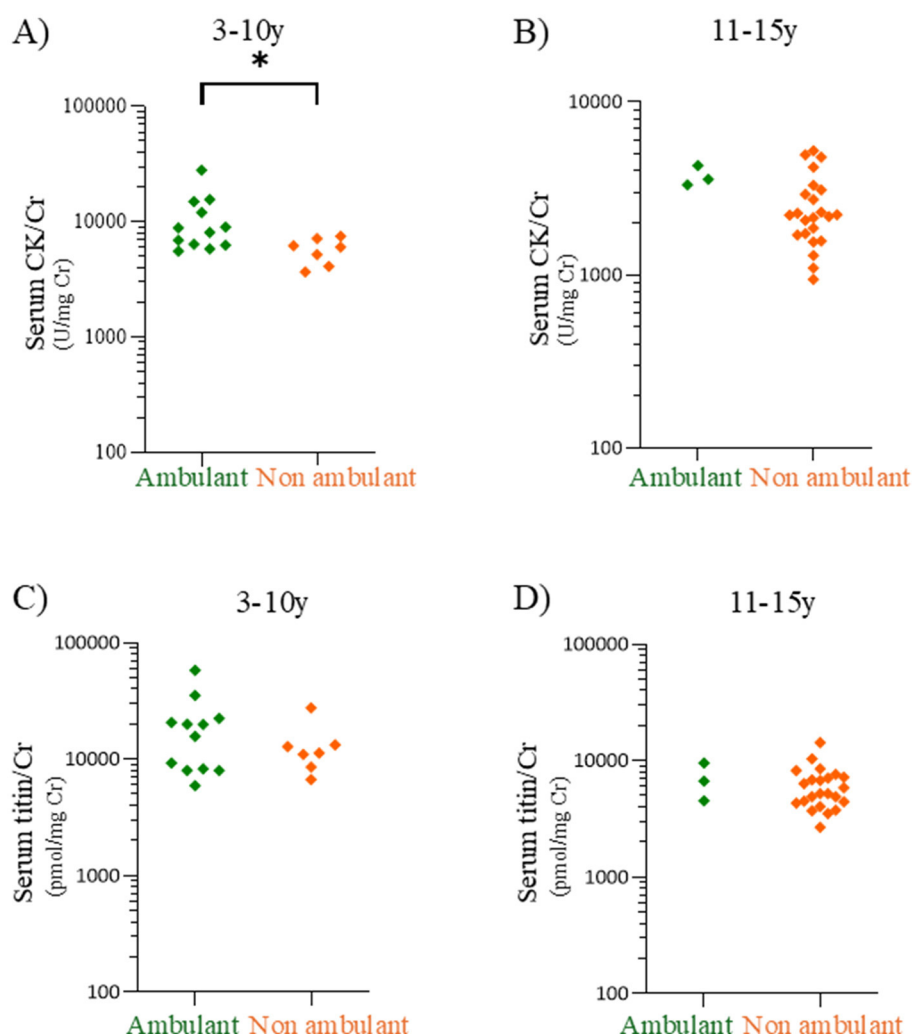 A)
3-10y
*
100000
10000
1000
100
Serum CK/Cr
(U/mg Cr)
Ambulant Non ambulant
B)
11-15y
10000
1000
100
Serum CK/Cr
(U/mg Cr)
Ambulant Non ambulant
C)
3-10y
100000
10000
1000
100
Serum titin/Cr
(pmol/mg Cr)
Ambulant Non ambulant
D)
11-15y
100000
10000
1000
100
Serum titin/Cr
(pmol/mg Cr)
Ambulant Non ambulant